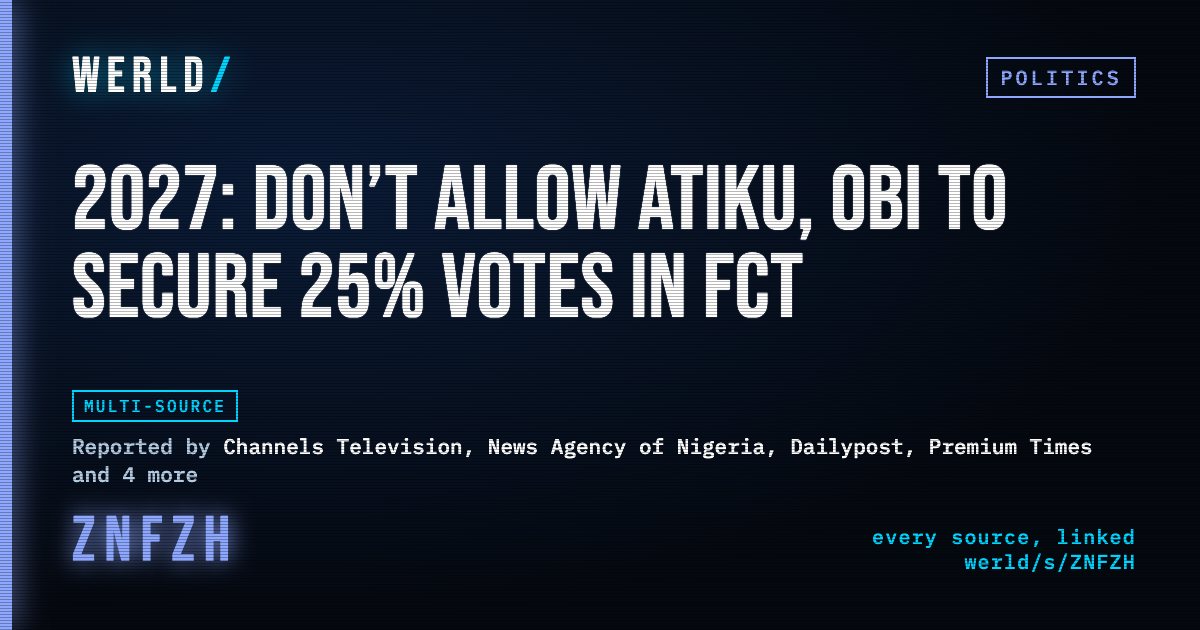 WERLD/
POLITICS
2027: DON’T ALLOW ATIKU, OBI TO
SECURE 25% VOTES IN FCT
MULTI-SOURCE
Reported by Channels Television, News Agency of Nigeria, Dailypost, Premium Times
and 4 more
ZNFZH
every source, linked
werld/s/ZNFZH